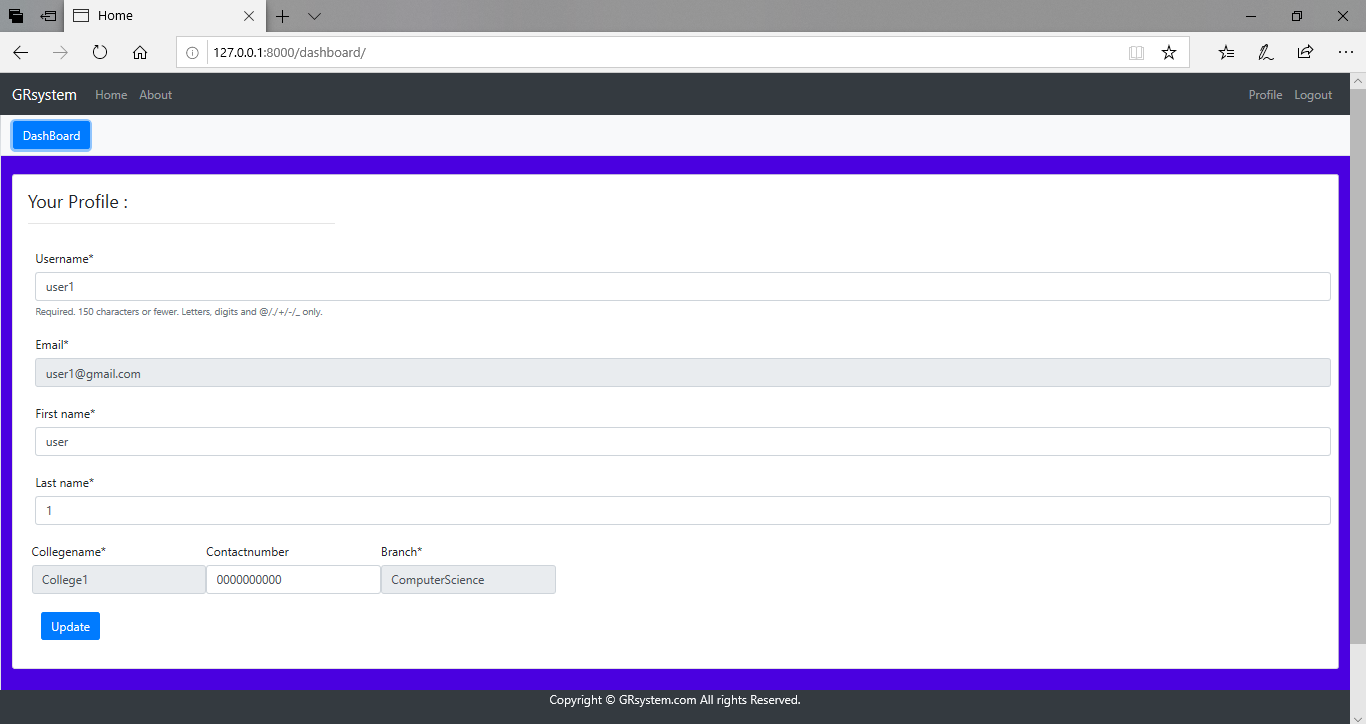 Home
127.0.0.1:8000/dashboard/
GRsystem Home About Profile Logout
DashBoard
Your Profile :
Username*
user1
Required. 150 characters or fewer. Letters, digits and @/./+/-/_ only.
Email*
user1@gmail.com
First name*
user
Last name*
1
Collegename* Contactnumber Branch*
College1 0000000000 ComputerScience
Update
Copyright © GRsystem.com All rights Reserved.